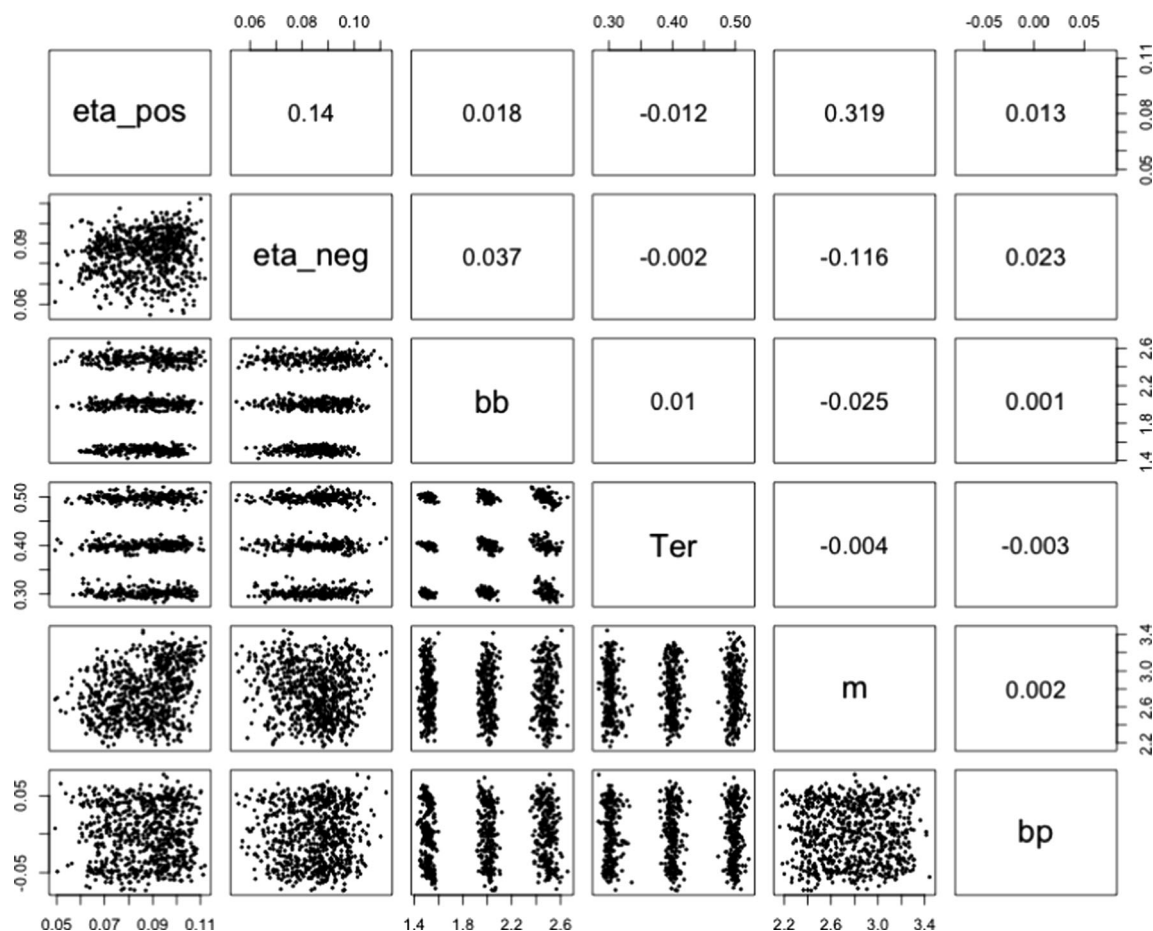 0.06 0.08 0.10 0.30 0.40 0.50 -0.05 0.00 0.05
eta_pos 0.14 0.018 -0.012 0.319 0.013
0.05 0.08 0.11
0.06 0.09
eta_neg 0.037 -0.002 -0.116 0.023
bb 0.01 -0.025 0.001
1.4 1.8 2.2 2.6
0.30 0.40 0.50
Ter -0.004 -0.003
m 0.002
2.2 2.6 3.0 3.4
-0.05 0.05
bp
0.05 0.07 0.09 0.11 1.4 1.8 2.2 2.6 2.2 2.6 3.0 3.4